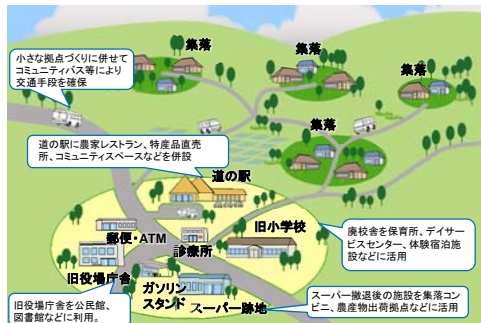 集落
集落
集落
小さな拠点づくりに併せて
コミュニティバス等により
交通手段を確保
集落
道の駅に農家レストラン、特産品直売
所、コミュニティスペースなどを併設
道の駅
郵便・ATM
診療所
旧小学校
廃校舎を保育所、デイサー
ビスセンター、体験宿泊施
設などに活用
旧役場庁舎
ガソリン
スタンド
スーパー跡地
旧役場庁舎を公民館、
図書館などに利用。
スーパー撤退後の施設を集落コン
ビニ、農産物出荷拠点などに活用